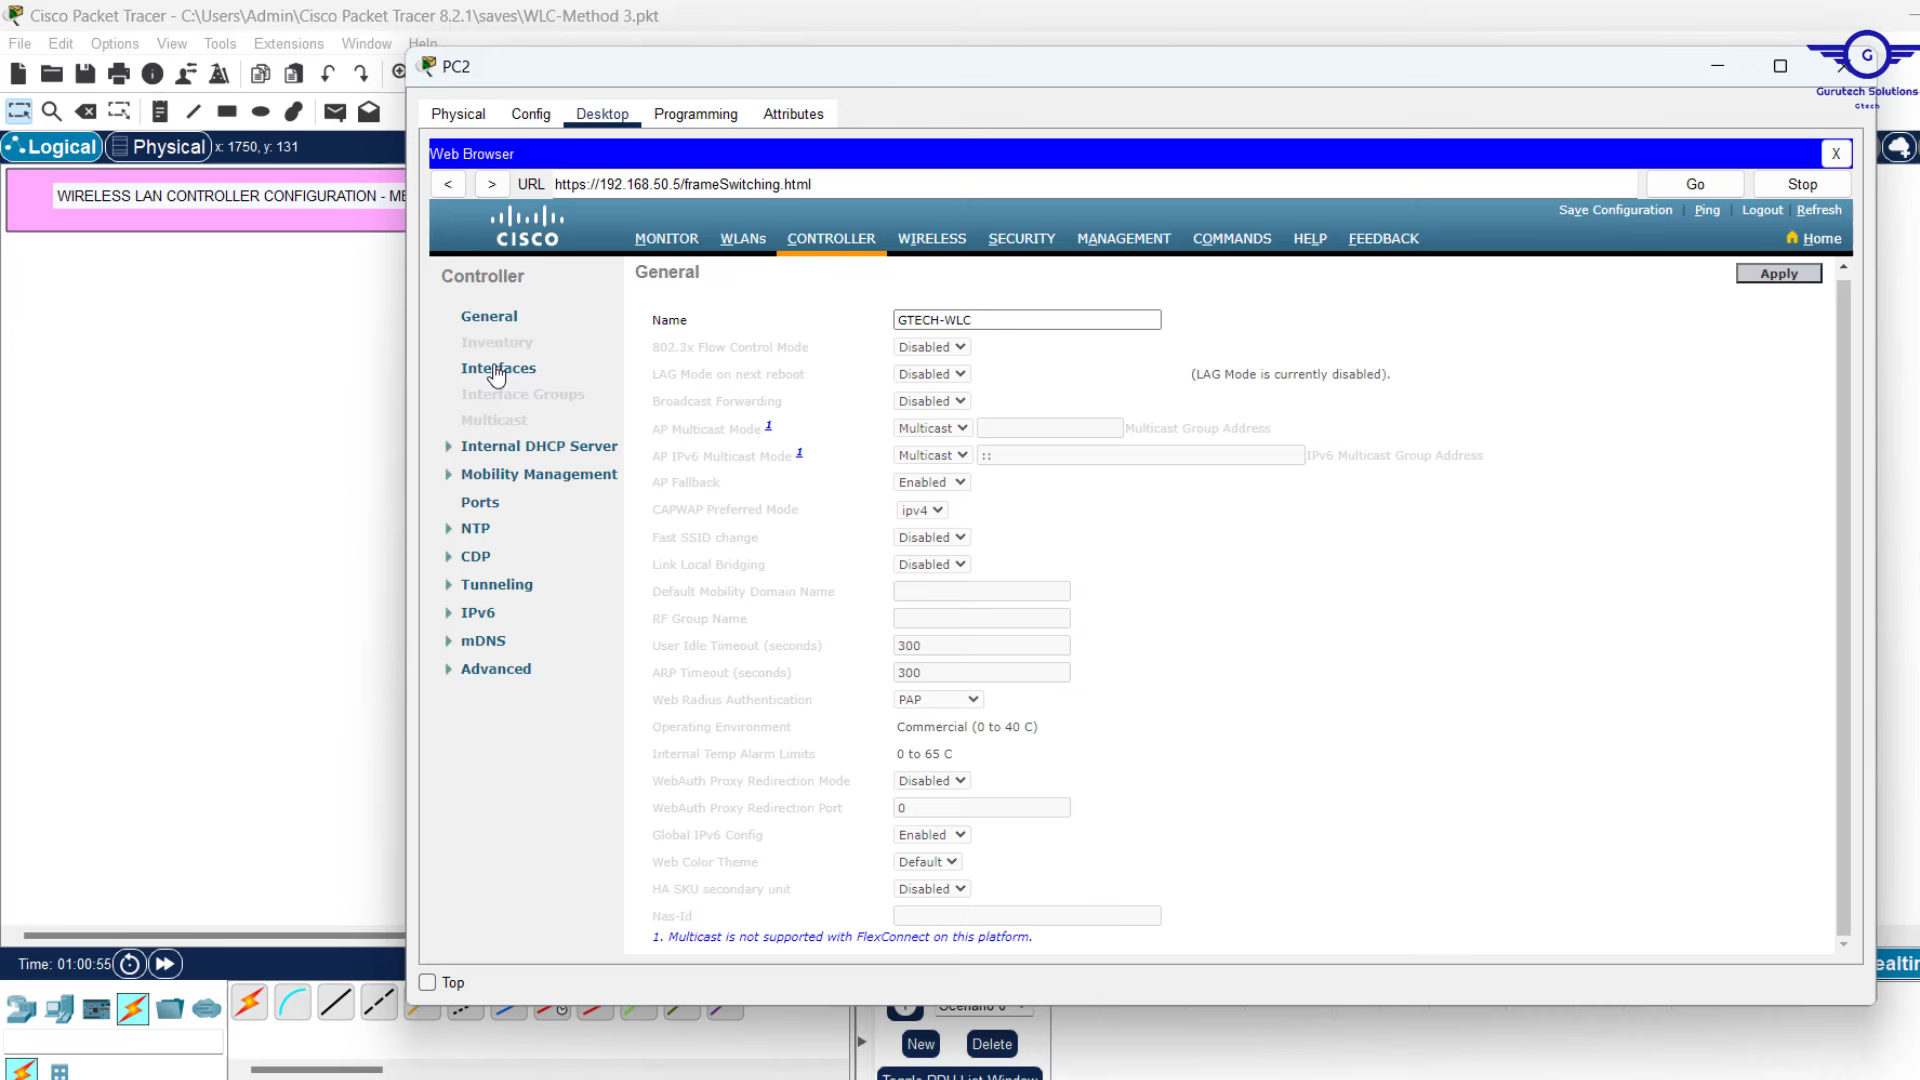 Cisco Packet Tracer - C:\Users\Admin\Cisco Packet Tracer 8.2.1\saves\WLC-Method 3.pkt
File Edit Options View Tools Extensions Window Help
PC2
G
Gurutech Solutions
Gtech
Physical Config Desktop Programming Attributes
Logical Physical x: 1750, y: 131
Web Browser X
< > URL https://192.168.50.5/frameSwitching.html Go Stop
WIRELESS LAN CONTROLLER CONFIGURATION - ME
Save Configuration Ping Logout Refresh
CISCO MONITOR WLANs CONTROLLER WIRELESS SECURITY MANAGEMENT COMMANDS HELP FEEDBACK Home
Controller
General
Inventory
Interfaces
Interface Groups
Multicast
Internal DHCP Server
Mobility Management
Ports
NTP
CDP
Tunneling
IPv6
mDNS
Advanced
General Apply
Name GTECH-WLC
802.3x Flow Control Mode Disabled
LAG Mode on next reboot Disabled (LAG Mode is currently disabled).
Broadcast Forwarding Disabled
AP Multicast Mode 1 Multicast Multicast Group Address
AP IPv6 Multicast Mode 1 Multicast :: IPv6 Multicast Group Address
AP Fallback Enabled
CAPWAP Preferred Mode ipv4
Fast SSID change Disabled
Link Local Bridging Disabled
Default Mobility Domain Name
RF Group Name
User Idle Timeout (seconds) 300
ARP Timeout (seconds) 300
Web Radius Authentication PAP
Operating Environment Commercial (0 to 40 C)
Internal Temp Alarm Limits 0 to 65 C
WebAuth Proxy Redirection Mode Disabled
WebAuth Proxy Redirection Port 0
Global IPv6 Config Enabled
Web Color Theme Default
HA SKU secondary unit Disabled
Nas-Id
1. Multicast is not supported with FlexConnect on this platform.
Time: 01:00:55
Top
ealtin
Scenario 0
New Delete
Toggle PDU List Window